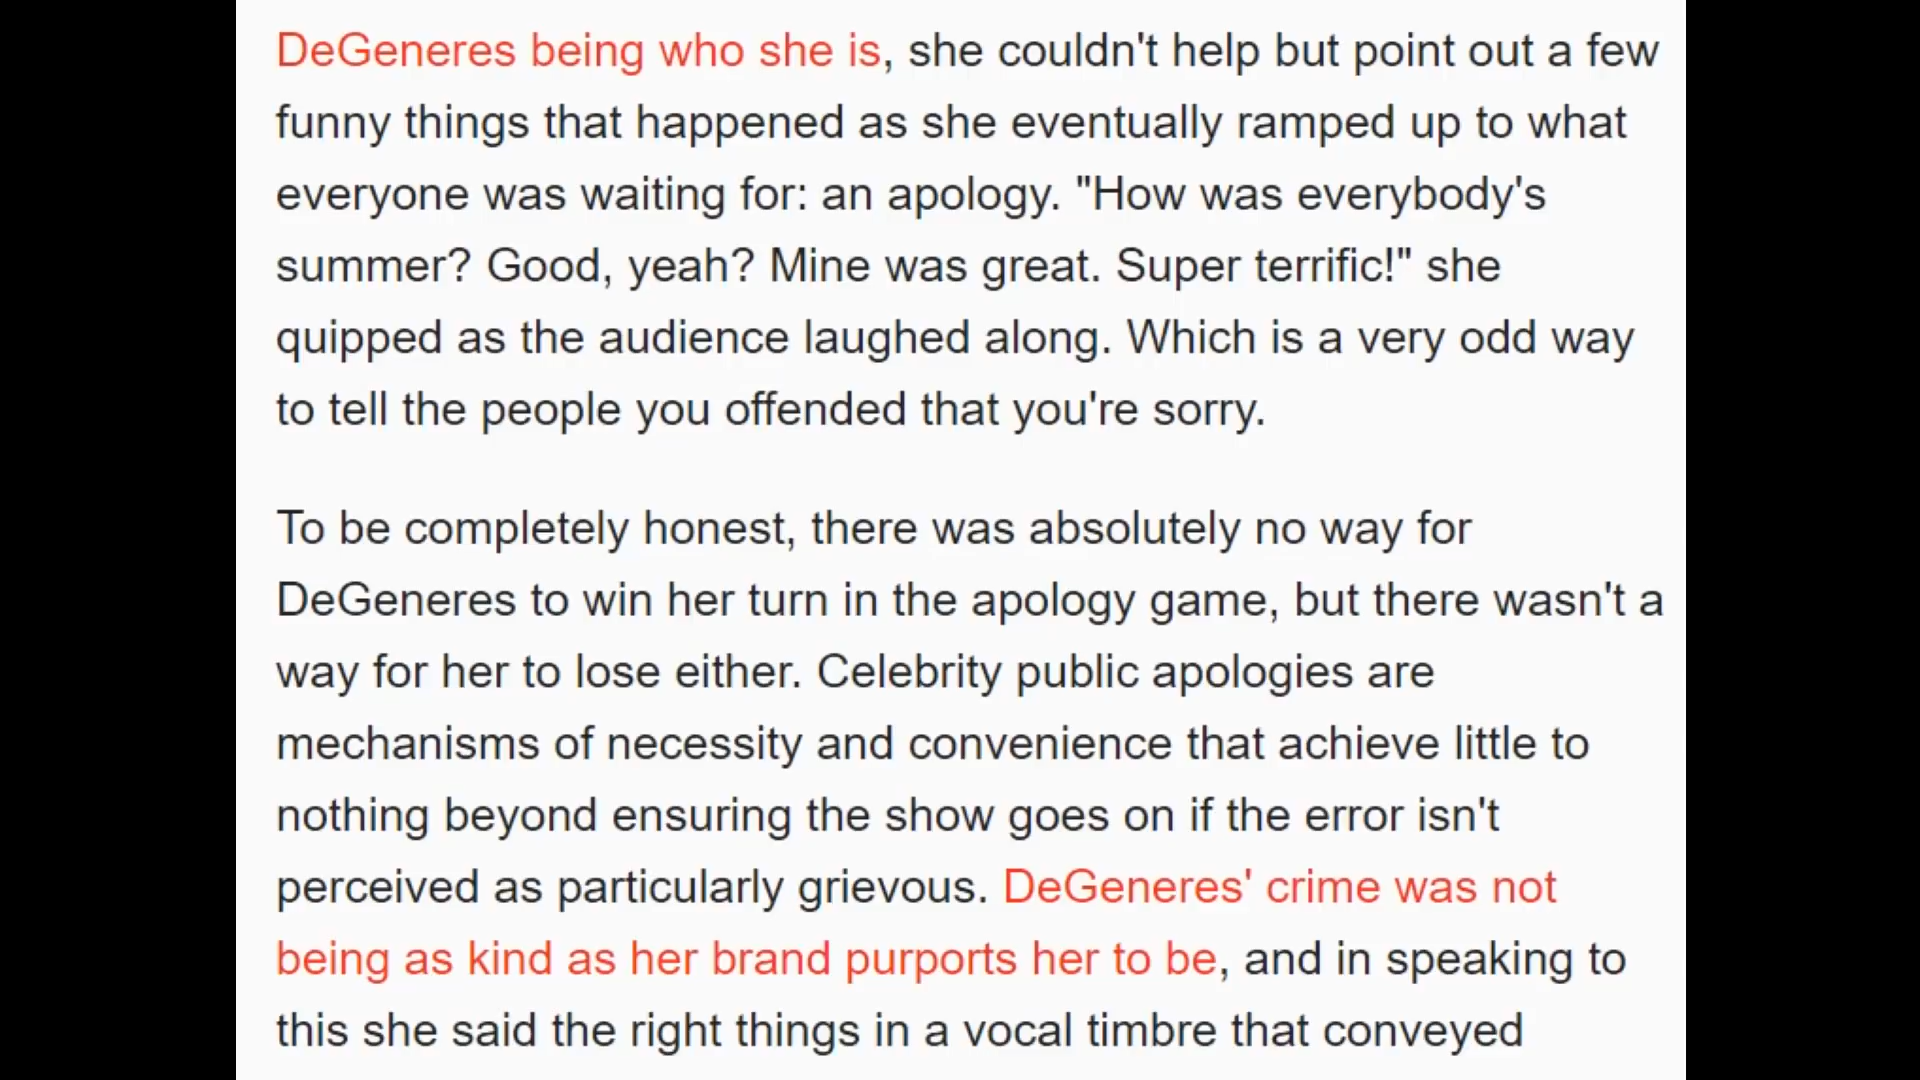 DeGeneres being who she is, she couldn't help but point out a few
funny things that happened as she eventually ramped up to what
everyone was waiting for: an apology. "How was everybody's
summer? Good, yeah? Mine was great. Super terrific!" she
quipped as the audience laughed along. Which is a very odd way
to tell the people you offended that you're sorry.
To be completely honest, there was absolutely no way for
DeGeneres to win her turn in the apology game, but there wasn't a
way for her to lose either. Celebrity public apologies are
mechanisms of necessity and convenience that achieve little to
nothing beyond ensuring the show goes on if the error isn't
perceived as particularly grievous. DeGeneres' crime was not
being as kind as her brand purports her to be, and in speaking to
this she said the right things in a vocal timbre that conveyed